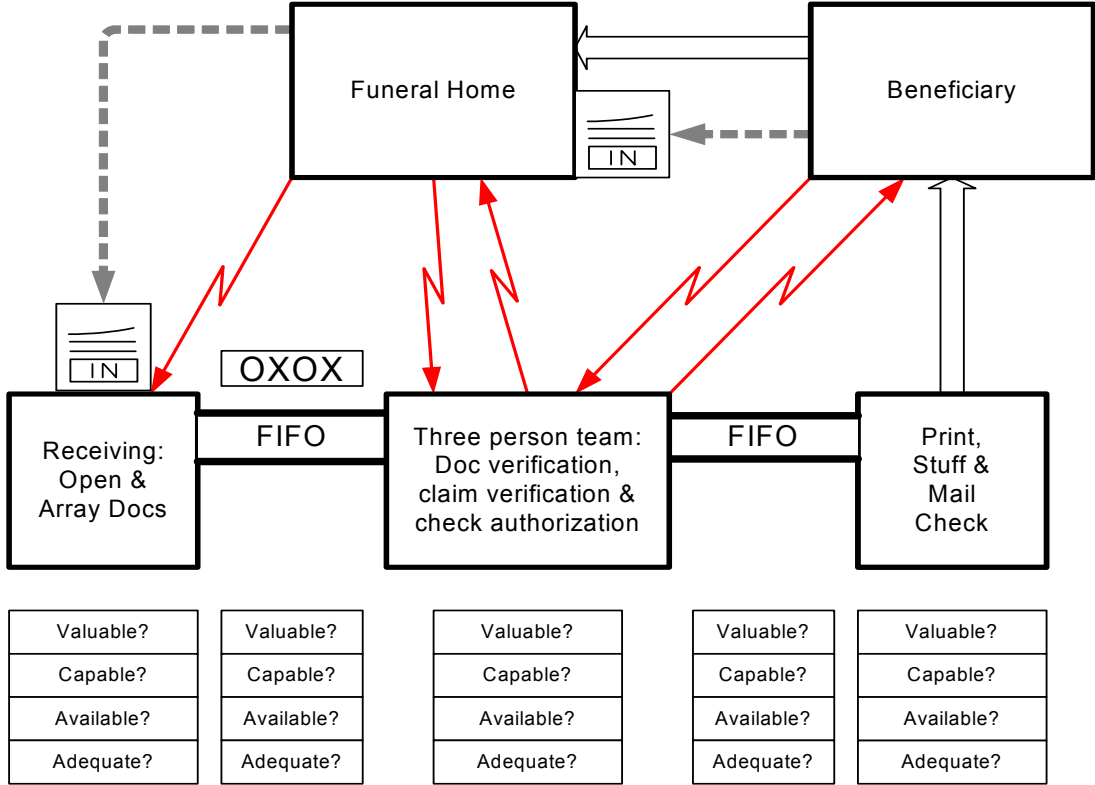 Funeral Home
Beneficiary
IN
IN
OXOX
Receiving:
Open &
Array Docs
FIFO
Three person team:
Doc verification,
claim verification &
check authorization
FIFO
Print,
Stuff &
Mail
Check
Valuable?
Capable?
Available?
Adequate?
Valuable?
Capable?
Available?
Adequate?
Valuable?
Capable?
Available?
Adequate?
Valuable?
Capable?
Available?
Adequate?
Valuable?
Capable?
Available?
Adequate?